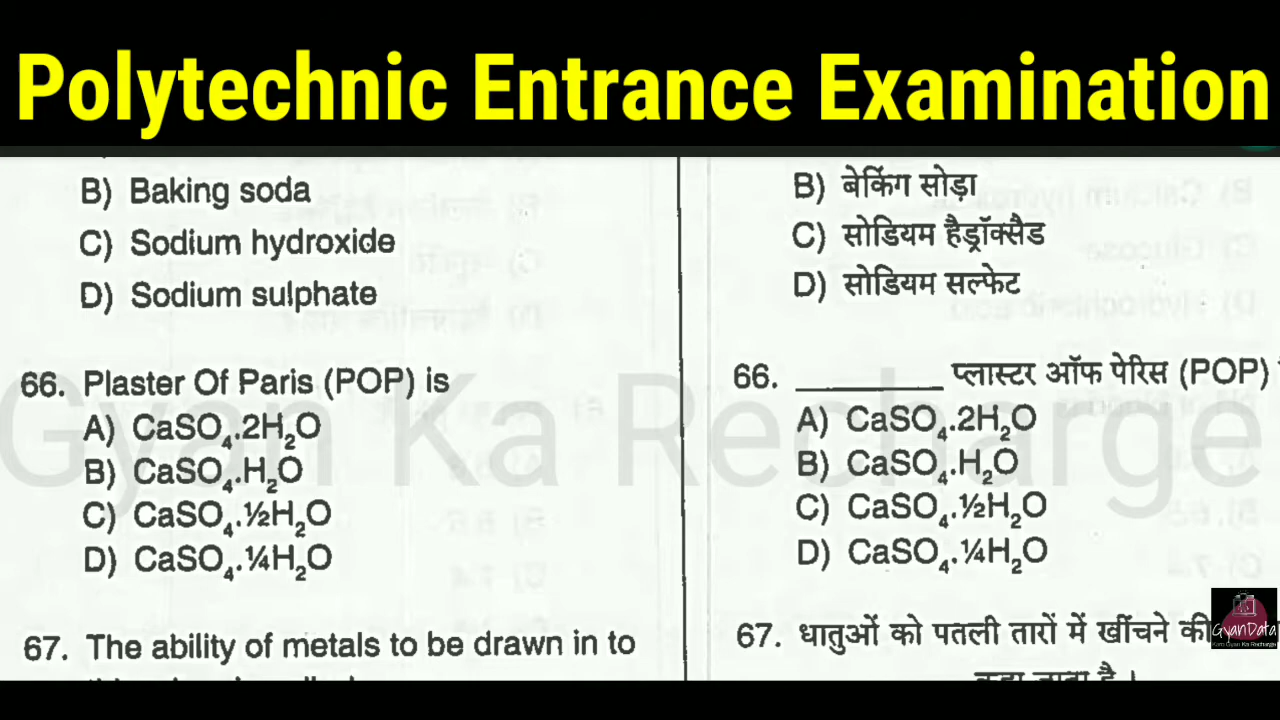 Polytechnic Entrance Examination
B) Baking soda
C) Sodium hydroxide
D) Sodium sulphate
66. Plaster Of Paris (POP) is
A) CaSO₄.2H₂O
B) CaSO₄.H₂O
C) CaSO₄.½H₂O
D) CaSO₄.¼H₂O
67. The ability of metals to be drawn in to
B) बेकिंग सोड़ा
C) सोडियम हैड्रॉक्सैड
D) सोडियम सल्फेट
66. ________ प्लास्टर ऑफ पेरिस (POP)
A) CaSO₄.2H₂O
B) CaSO₄.H₂O
C) CaSO₄.½H₂O
D) CaSO₄.¼H₂O
67. धातुओं को पतली तारों में खींचने की
कहा जाता है ।
Gyan Ka Recharge
GyanData